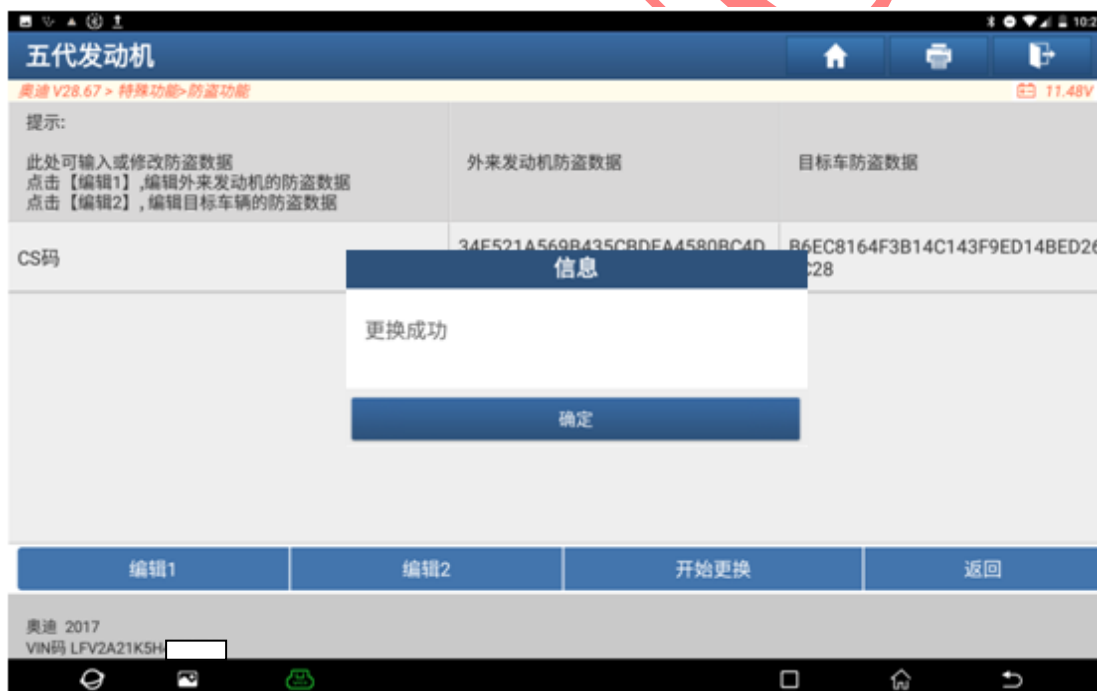 10:2
五代发动机
奥迪 V28.67 > 特殊功能>防盗功能
11.48V
提示:
此处可输入或修改防盗数据
点击【编辑1】,编辑外来发动机的防盗数据
点击【编辑2】,编辑目标车辆的防盗数据
外来发动机防盗数据
目标车防盗数据
CS码
34F521A569B435CBDEA4580BC4D
B6EC8164F3B14C143F9ED14BED26
C28
信息
更换成功
确定
编辑1
编辑2
开始更换
返回
奥迪 2017
VIN码 LFV2A21K5H